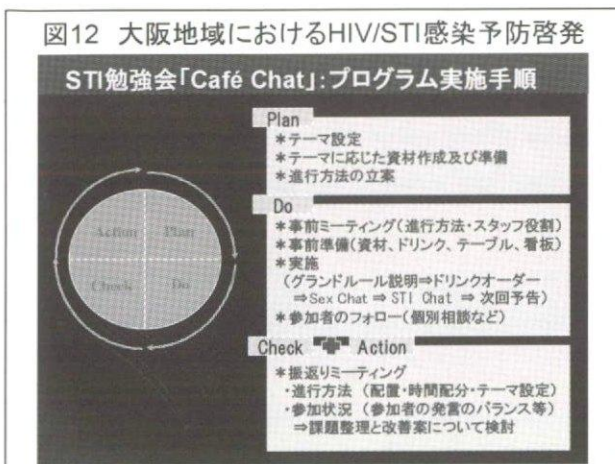 図12 大阪地域におけるHIV/STI感染予防啓発
STI勉強会「Café Chat」:プログラム実施手順
Plan
＊テーマ設定
＊テーマに応じた資材作成及び準備
＊進行方法の立案
Do
＊事前ミーティング(進行方法・スタッフ役割)
＊事前準備(資材、ドリンク、テーブル、看板)
＊実施
(グランドルール説明⇒ドリンクオーダー
⇒Sex Chat ⇒ STI Chat ⇒ 次回予告)
＊参加者のフォロー(個別相談など)
Check Action
＊振返りミーティング
・進行方法 (配置・時間配分・テーマ設定)
・参加状況 (参加者の発言のバランス等)
⇒課題整理と改善案について検討
Action Plan
Check Do